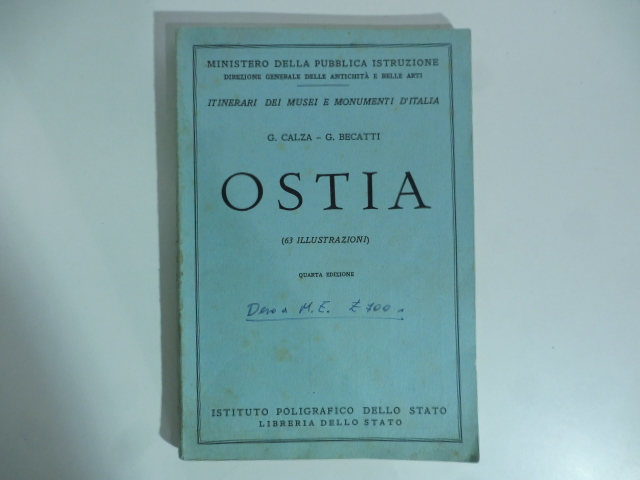 MINISTERO DELLA PUBBLICA ISTRUZIONE
DIREZIONE GENERALE DELLE ANTICHITÀ E BELLE ARTI
ITINERARI DEI MUSEI E MONUMENTI D'ITALIA
G. CALZA – G. BECATTI
OSTIA
(63 ILLUSTRAZIONI)
QUARTA EDIZIONE
M. E. £ 700
ISTITUTO POLIGRAFICO DELLO STATO
LIBRERIA DELLO STATO